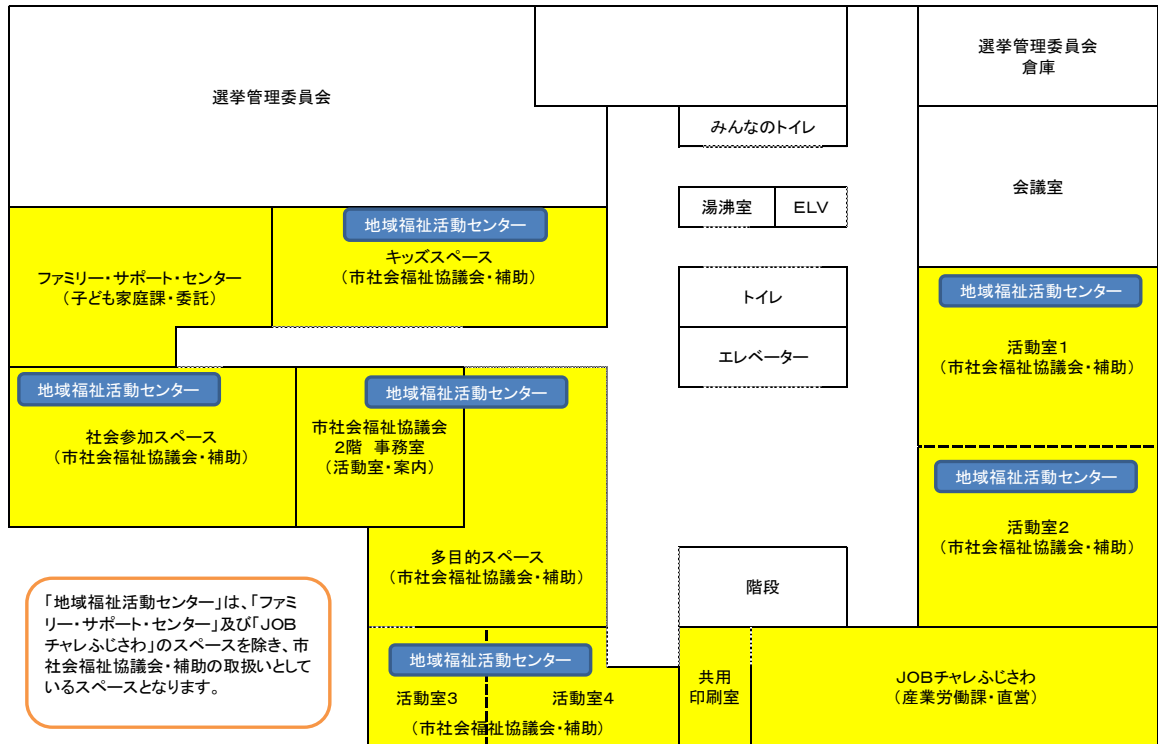 選挙管理委員会
選挙管理委員会
倉庫
みんなのトイレ
会議室
湯沸室
ELV
地域福祉活動センター
キッズスペース
(市社会福祉協議会・補助)
ファミリー・サポート・センター
(子ども家庭課・委託)
トイレ
エレベーター
地域福祉活動センター
活動室1
(市社会福祉協議会・補助)
地域福祉活動センター
社会参加スペース
(市社会福祉協議会・補助)
地域福祉活動センター
市社会福祉協議会
2階 事務室
(活動室・案内)
地域福祉活動センター
活動室2
(市社会福祉協議会・補助)
多目的スペース
(市社会福祉協議会・補助)
階段
「地域福祉活動センター」は、「ファミ
リー・サポート・センター」及び「JOB
チャレふじさわ」のスペースを除き、市
社会福祉協議会・補助の取扱いとして
いるスペースとなります。
地域福祉活動センター
活動室3
活動室4
(市社会福祉協議会・補助)
共用
印刷室
JOBチャレふじさわ
(産業労働課・直営)